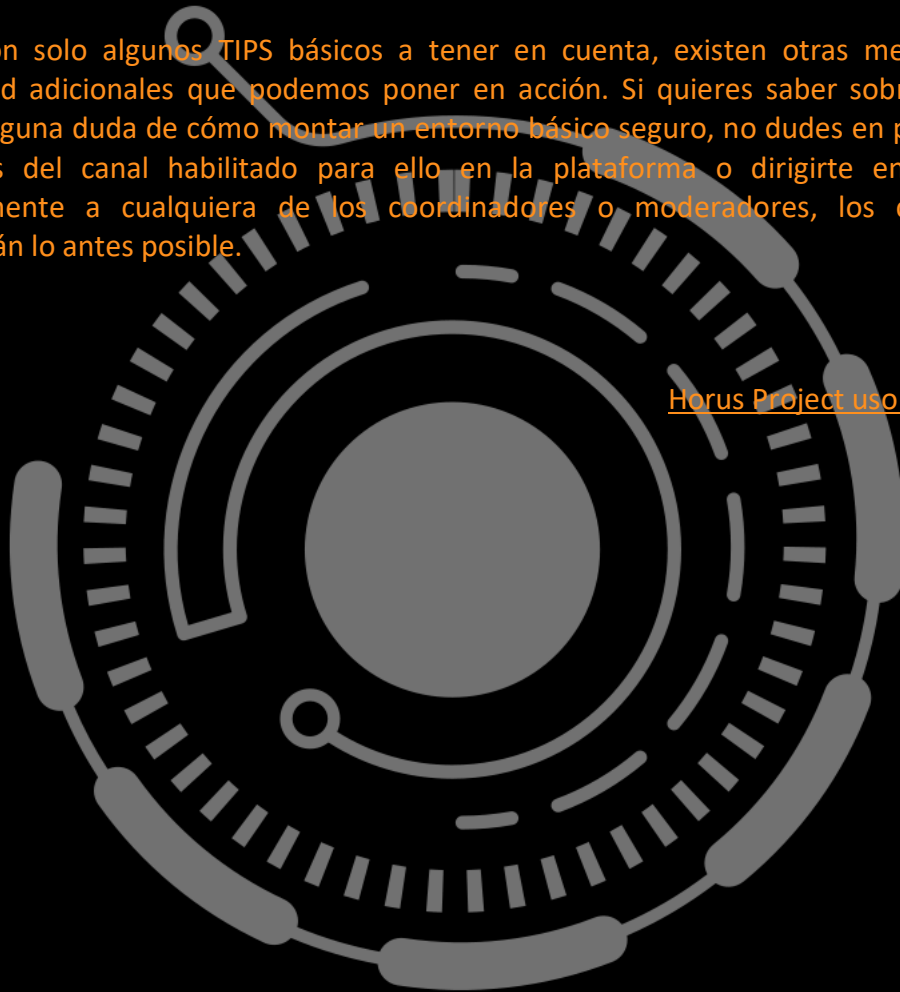 n solo algunos TIPS básicos a tener en cuenta, existen otras me
d adicionales que podemos poner en acción. Si quieres saber sobr
guna duda de cómo montar un entorno básico seguro, no dudes en p
s del canal habilitado para ello en la plataforma o dirigirte en
ente a cualquiera de los coordinadores o moderadores, los
án lo antes posible.
Horus Project uso